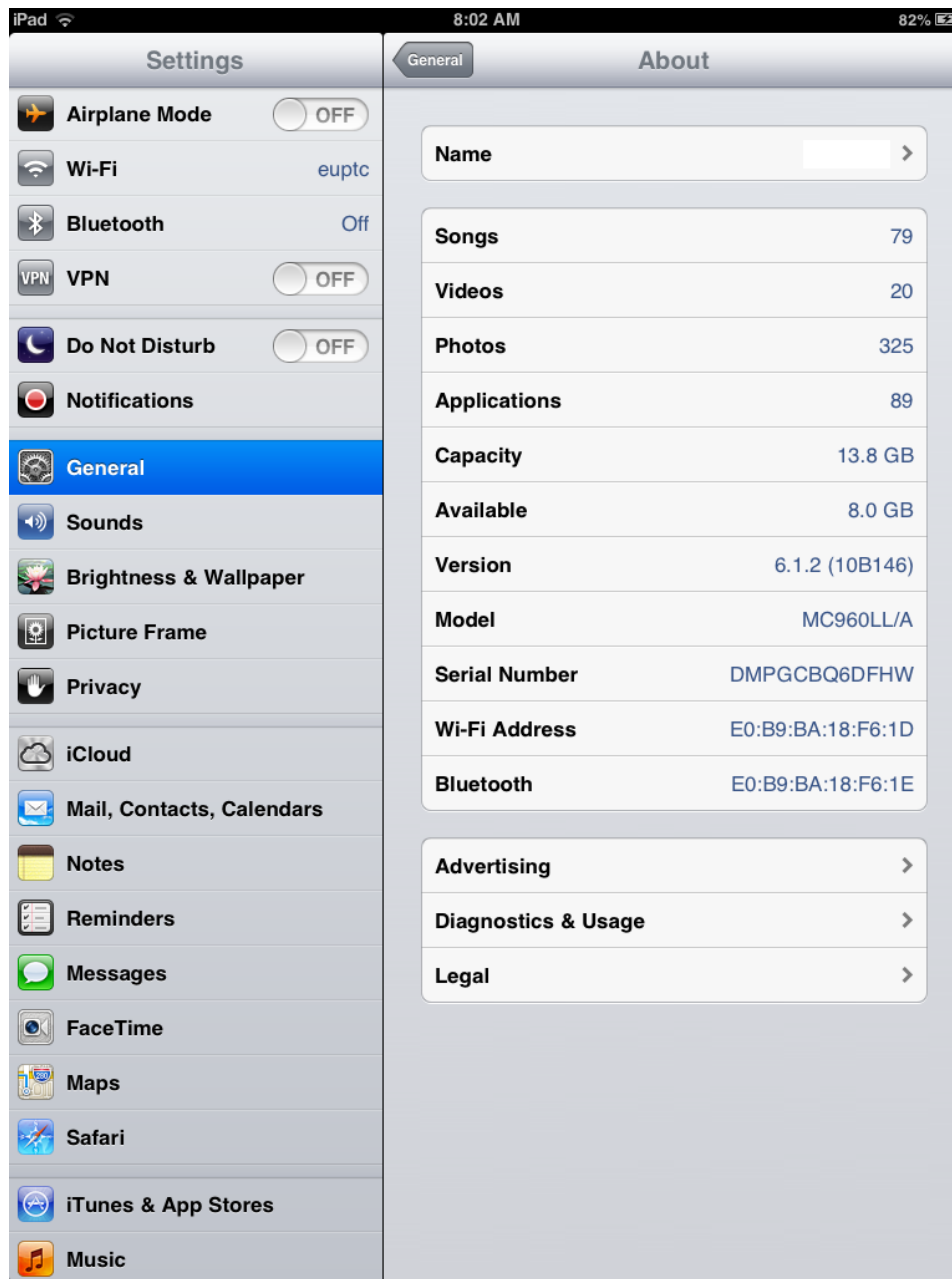 iPad 8:02 AM 82%
Settings
General About
Airplane Mode OFF
Wi-Fi euptc
Bluetooth Off
VPN VPN OFF
Do Not Disturb OFF
Notifications
General
Sounds
Brightness & Wallpaper
Picture Frame
Privacy
iCloud
Mail, Contacts, Calendars
Notes
Reminders
Messages
FaceTime
Maps
Safari
iTunes & App Stores
Music
Name
Songs 79
Videos 20
Photos 325
Applications 89
Capacity 13.8 GB
Available 8.0 GB
Version 6.1.2 (10B146)
Model MC960LL/A
Serial Number DMPGCBQ6DFHW
Wi-Fi Address E0:B9:BA:18:F6:1D
Bluetooth E0:B9:BA:18:F6:1E
Advertising
Diagnostics & Usage
Legal